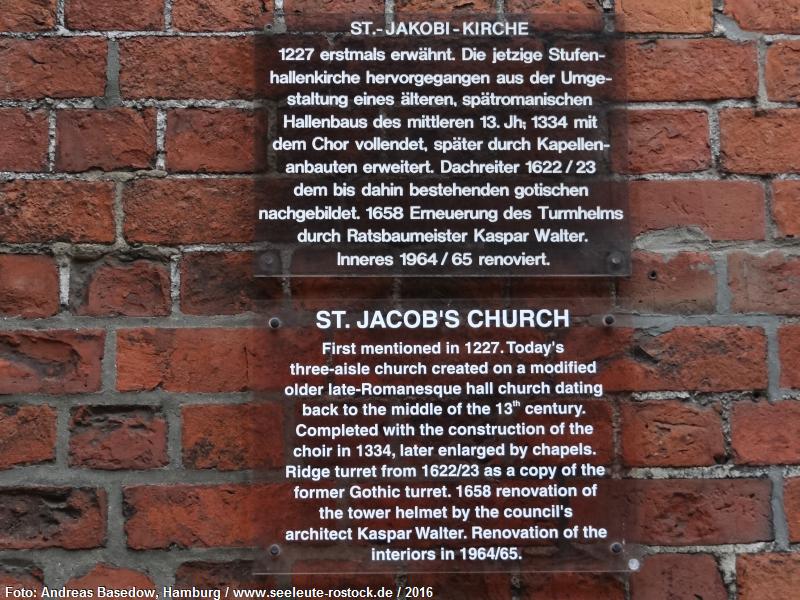 ST.-JAKOBI-KIRCHE
1227 erstmals erwähnt. Die jetzige Stufen-
hallenkirche hervorgegangen aus der Umge-
staltung eines älteren, spätromanischen
Hallenbaus des mittleren 13. Jh; 1334 mit
dem Chor vollendet, später durch Kapellen-
anbauten erweitert. Dachreiter 1622/23
dem bis dahin bestehenden gotischen
nachgebildet. 1658 Erneuerung des Turmhelms
durch Ratsbaumeister Kaspar Walter.
Inneres 1964/65 renoviert.
ST. JACOB'S CHURCH
First mentioned in 1227. Today's
three-aisle church created on a modified
older late-Romanesque hall church dating
back to the middle of the 13th century.
Completed with the construction of the
choir in 1334, later enlarged by chapels.
Ridge turret from 1622/23 as a copy of the
former Gothic turret. 1658 renovation of
the tower helmet by the council's
architect Kaspar Walter. Renovation of the
interiors in 1964/65.
Foto: Andreas Basedow, Hamburg / www.seeleute-rostock.de / 2016